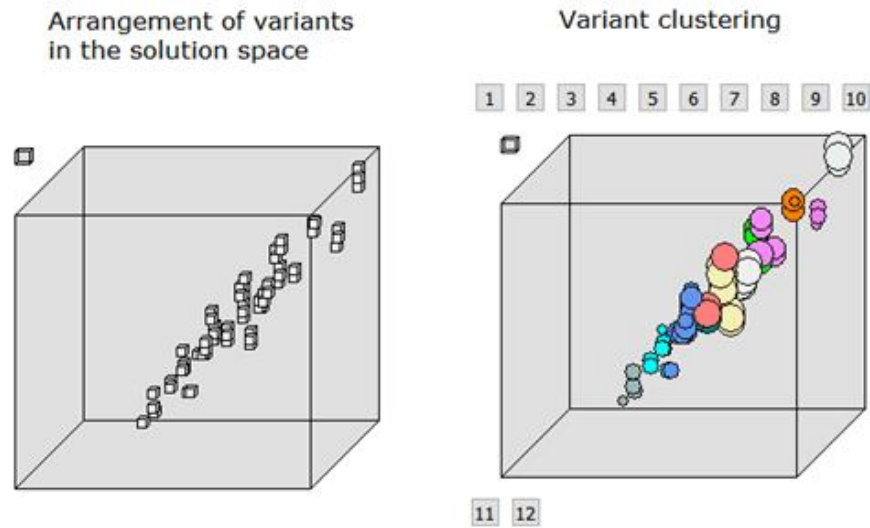 Arrangement of variants
in the solution space
Variant clustering
1 2 3 4 5 6 7 8 9 10
11 12